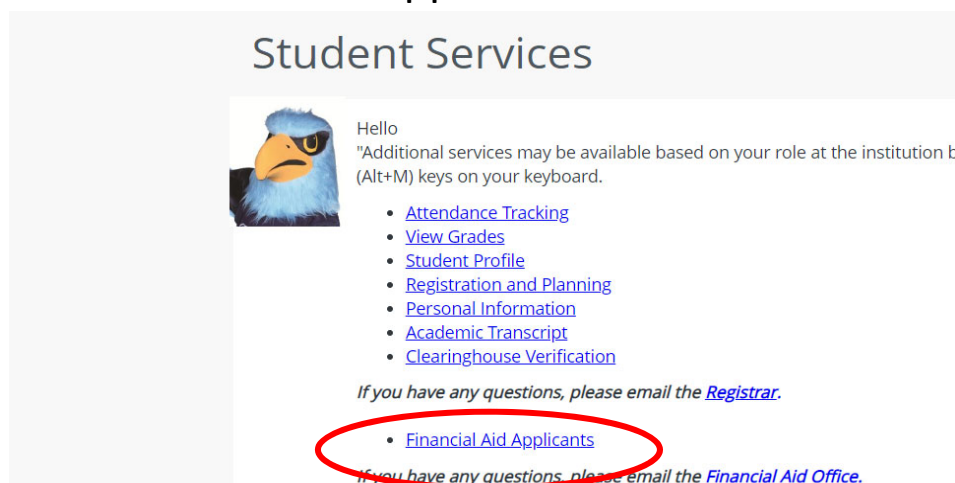 Student Services
Hello
"Additional services may be available based on your role at the institution b
(Alt+M) keys on your keyboard.
• Attendance Tracking
• View Grades
• Student Profile
• Registration and Planning
• Personal Information
• Academic Transcript
• Clearinghouse Verification
If you have any questions, please email the Registrar.
• Financial Aid Applicants
If you have any questions, please email the Financial Aid Office.